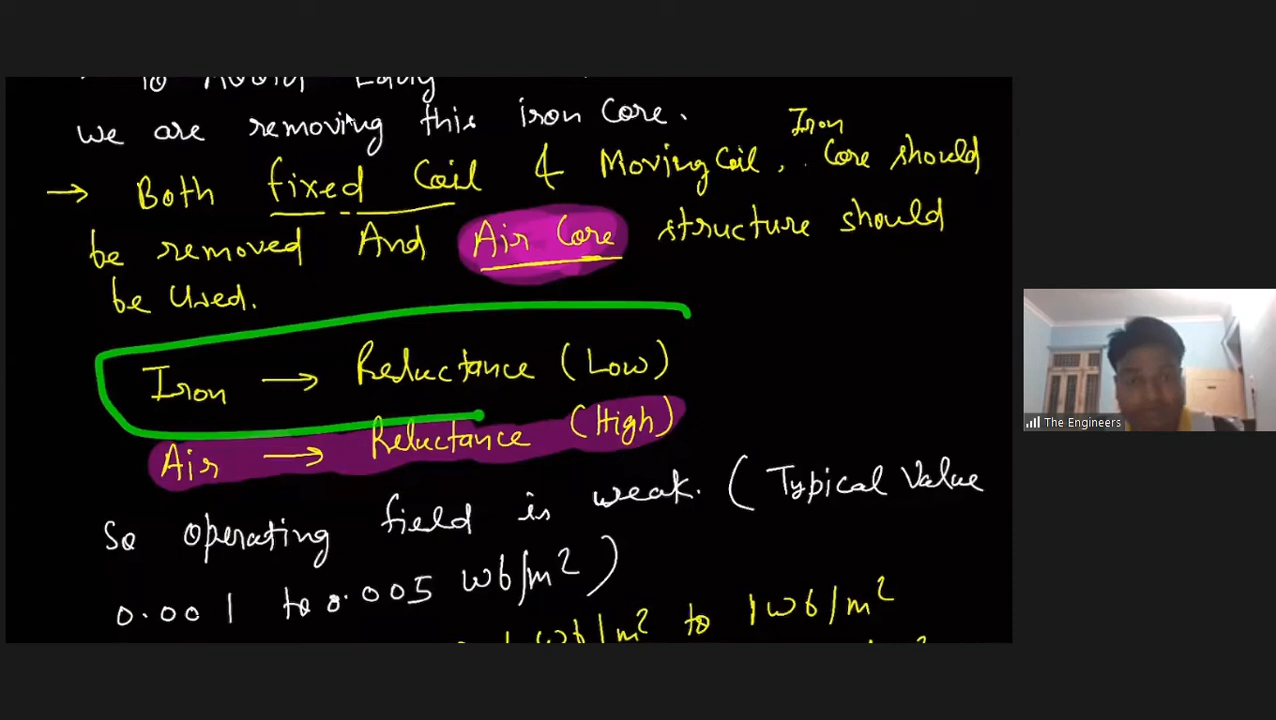 we are removing this iron Core.
Iron
→ Both fixed Coil & Moving Coil, Core should
be removed And Air Core structure should
be Used.
Iron → Reluctance (Low)
Air → Reluctance (High)
So operating field is weak. (Typical Value
0.001 to 0.005 wb/m²)
wb/m² to 1 wb/m²
The Engineers